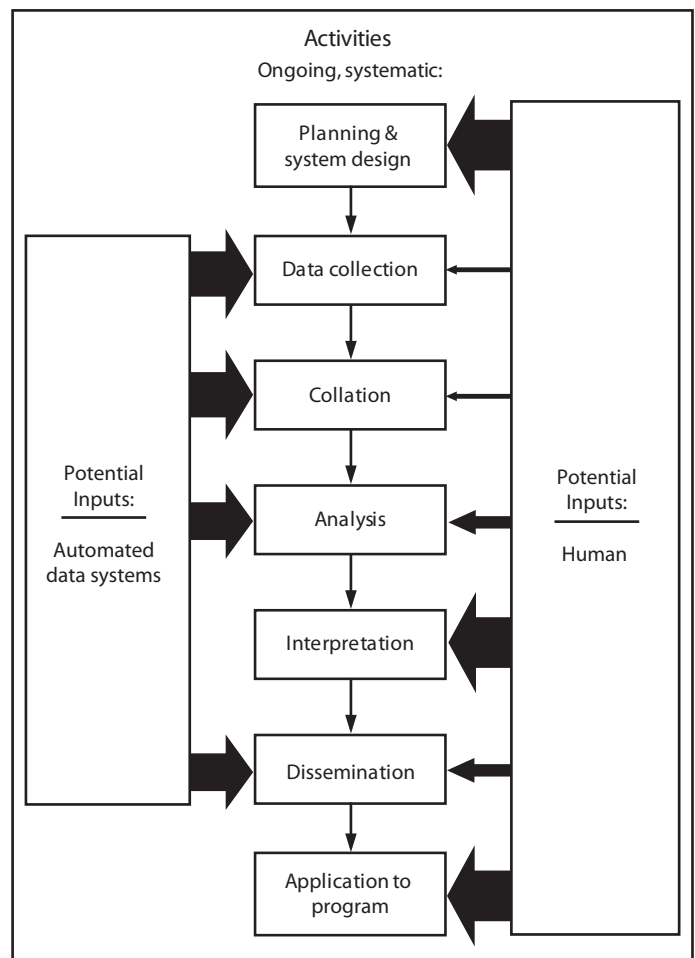 Activities
Ongoing, systematic:
Planning &
system design
Data collection
Collation
Potential
Inputs:
Automated
data systems
Analysis
Potential
Inputs:
Human
Interpretation
Dissemination
Application to
program